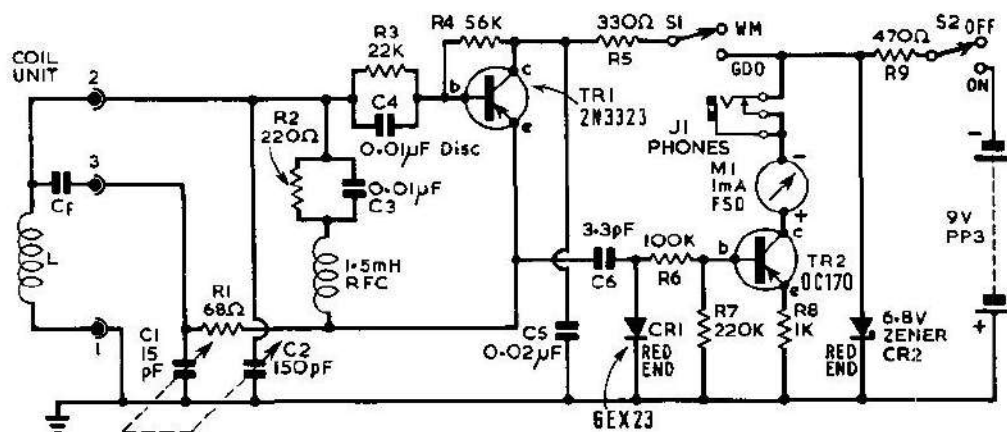 COIL
UNIT
2
3
CF
L
1
R1
68Ω
C1
15
pF
C2
150pF
R2
220Ω
R3
22K
C4
0.01µF Disc
0.01µF
C3
1.5mH
RFC
R4 56K
b
c
e
TR1
2N3323
330Ω
R5
S1
WM
GDO
470Ω
R9
S2
OFF
ON
J1
PHONES
M1
1mA
FSD
-
+
3.3pF
C6
100K
R6
b
c
e
TR2
OC170
C5
0.02µF
CR1
RED
END
GEX23
R7
220K
R8
1K
6.8V
ZENER
CR2
RED
END
-
9V
PP3
+